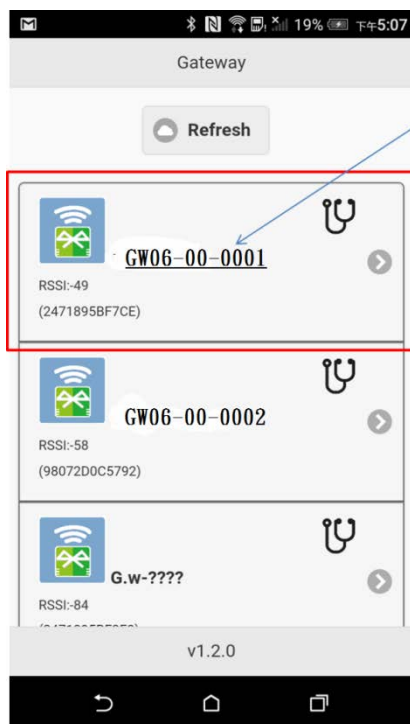 19% 下午5:07
Gateway
Refresh
GW06-00-0001
RSSI:-49
(2471895BF7CE)
GW06-00-0002
RSSI:-58
(98072D0C5792)
G.w-????
RSSI:-84
v1.2.0